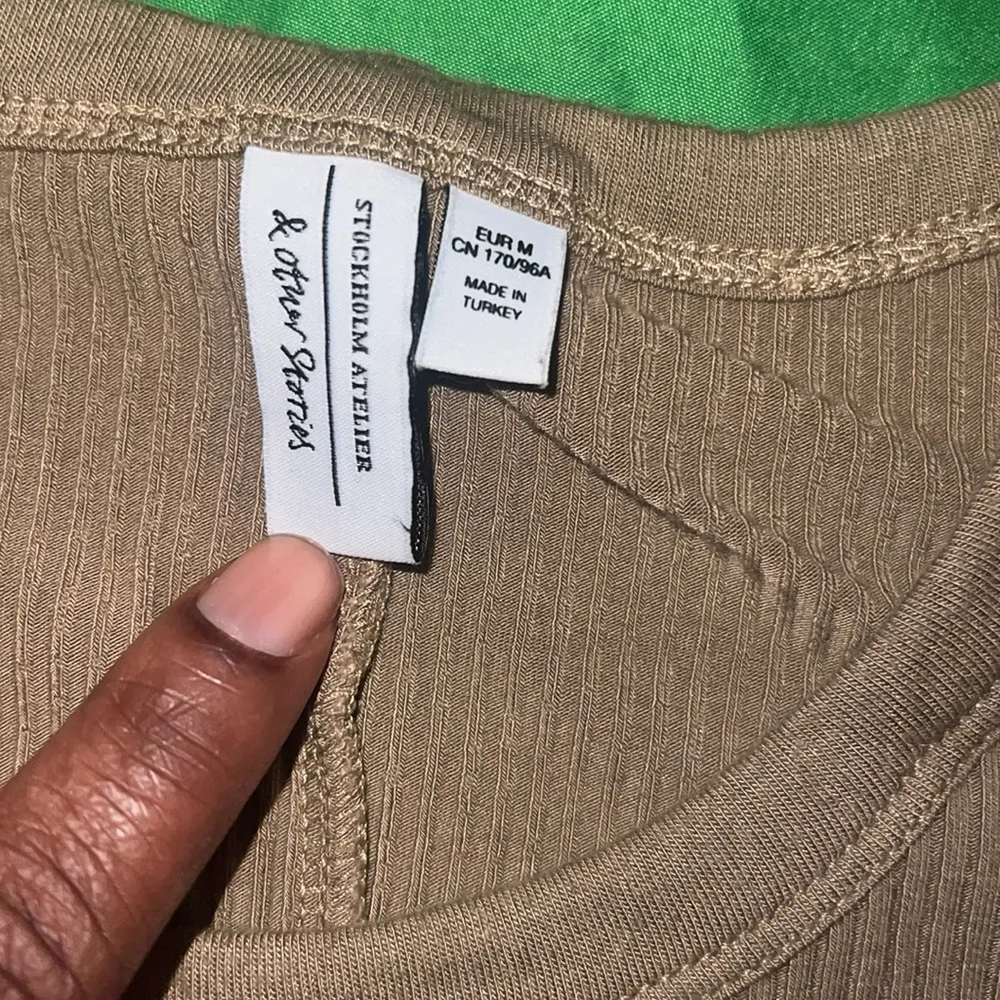 STOCKHOLM ATELIER
& other Stories
EUR M
CN 170/96A
MADE IN
TURKEY